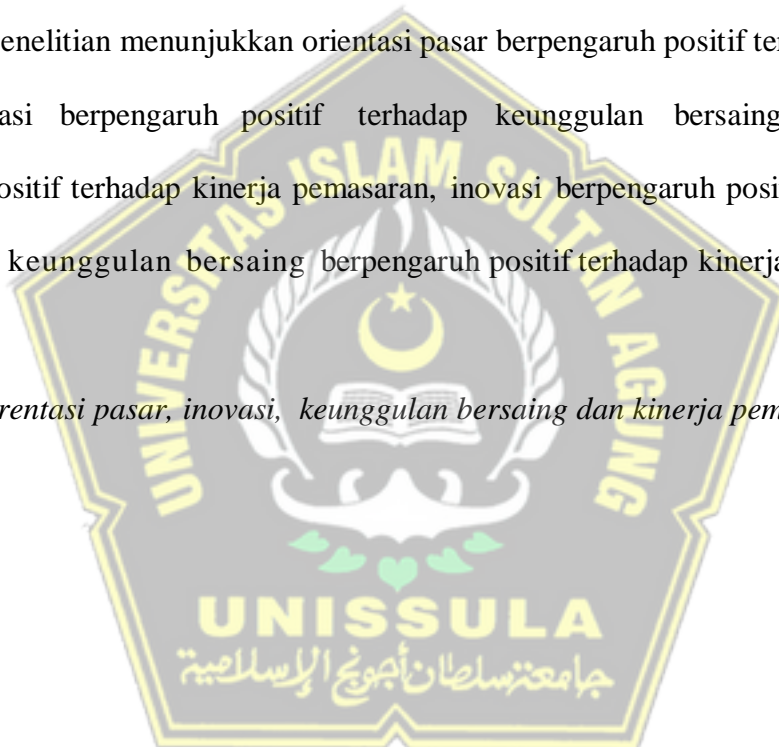 enelitian menunjukkan orientasi pasar berpengaruh positif te
asi berpengaruh positif terhadap keunggulan bersaing
ositif terhadap kinerja pemasaran, inovasi berpengaruh posi
keunggulan bersaing berpengaruh positif terhadap kinerja
rentasi pasar, inovasi, keunggulan bersaing dan kinerja pem
UNIVERSITAS ISLAM SULTAN AGUNG
UNISSULA
جامعتسلطان أجونج الإسلامية